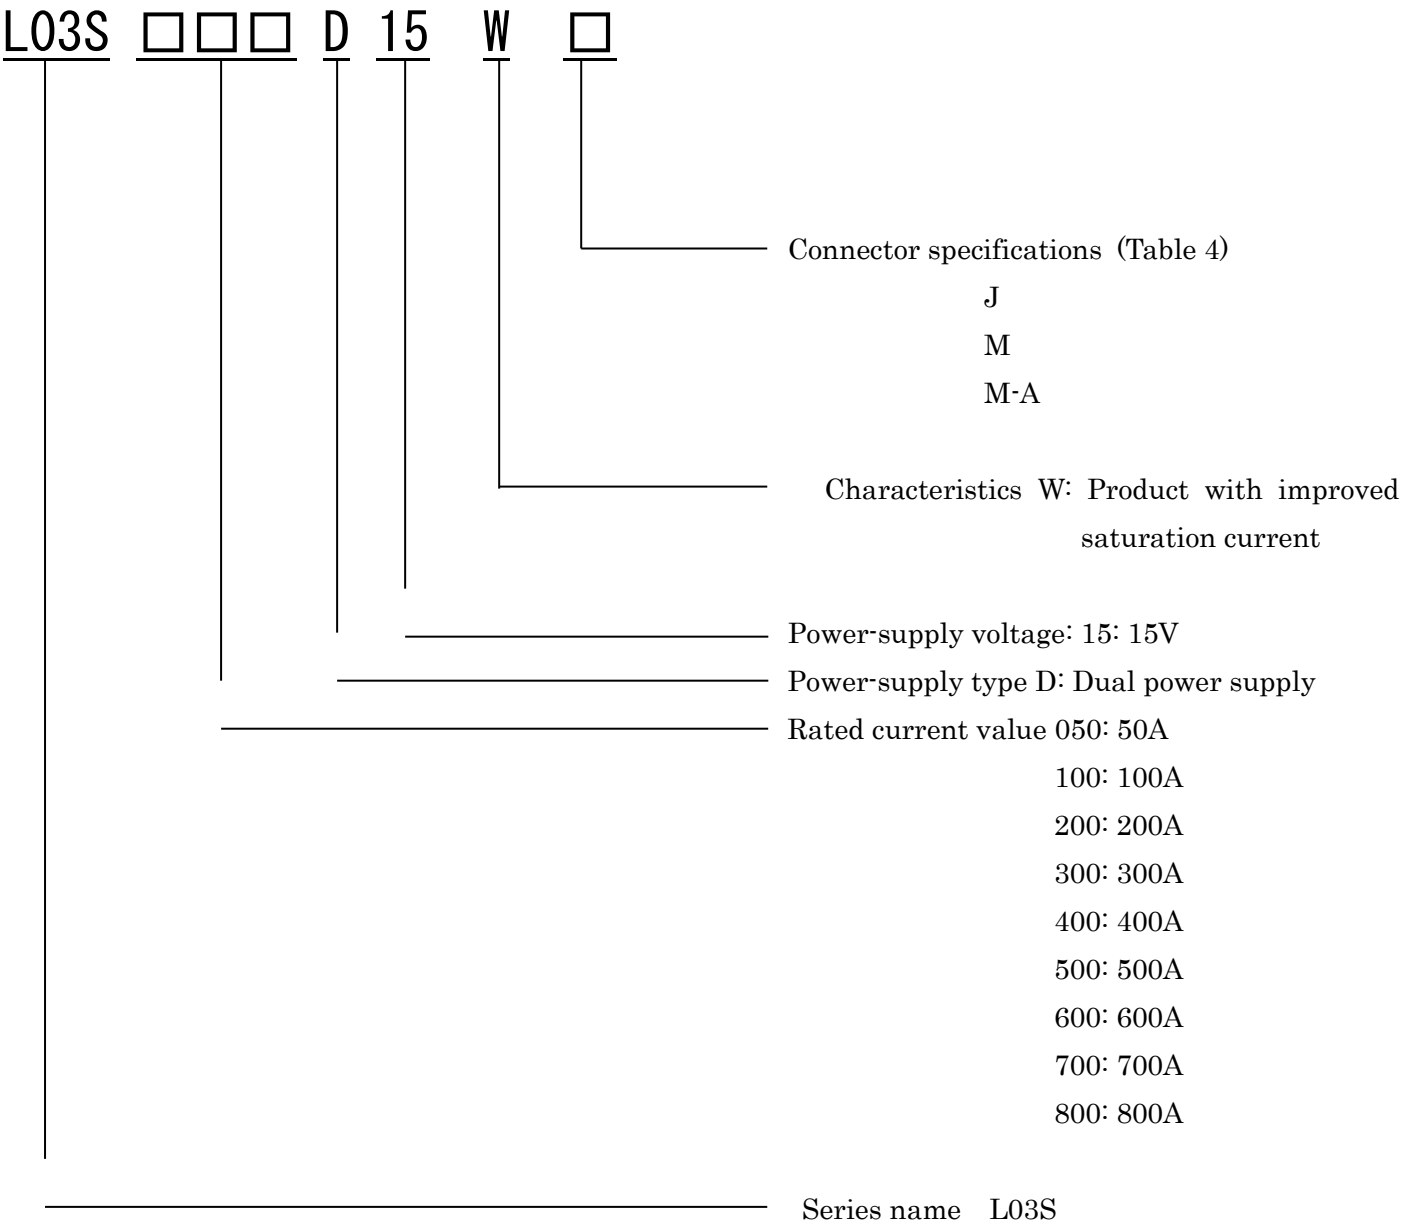 L03S □□□ D 15 W □
Connector specifications (Table 4)
J
M
M-A
Characteristics W: Product with improved
saturation current
Power-supply voltage: 15: 15V
Power-supply type D: Dual power supply
Rated current value 050: 50A
100: 100A
200: 200A
300: 300A
400: 400A
500: 500A
600: 600A
700: 700A
800: 800A
Series name L03S